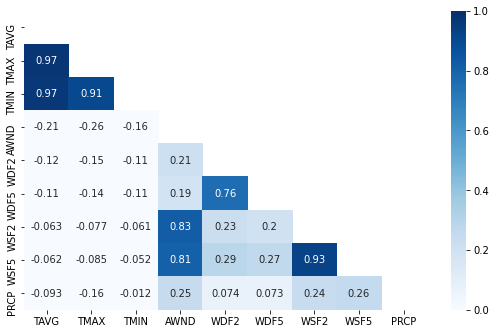 TAVG
TMAX 0.97
TMIN 0.97 0.91
AWND -0.21 -0.26 -0.16
WDF2 -0.12 -0.15 -0.11 0.21
WDF5 -0.11 -0.14 -0.11 0.19 0.76
WSF2 -0.063 -0.077 -0.061 0.83 0.23 0.2
WSF5 -0.062 -0.085 -0.052 0.81 0.29 0.27 0.93
PRCP -0.093 -0.16 -0.012 0.25 0.074 0.073 0.24 0.26
TAVG TMAX TMIN AWND WDF2 WDF5 WSF2 WSF5 PRCP
1.0
0.8
0.6
0.4
0.2
0.0